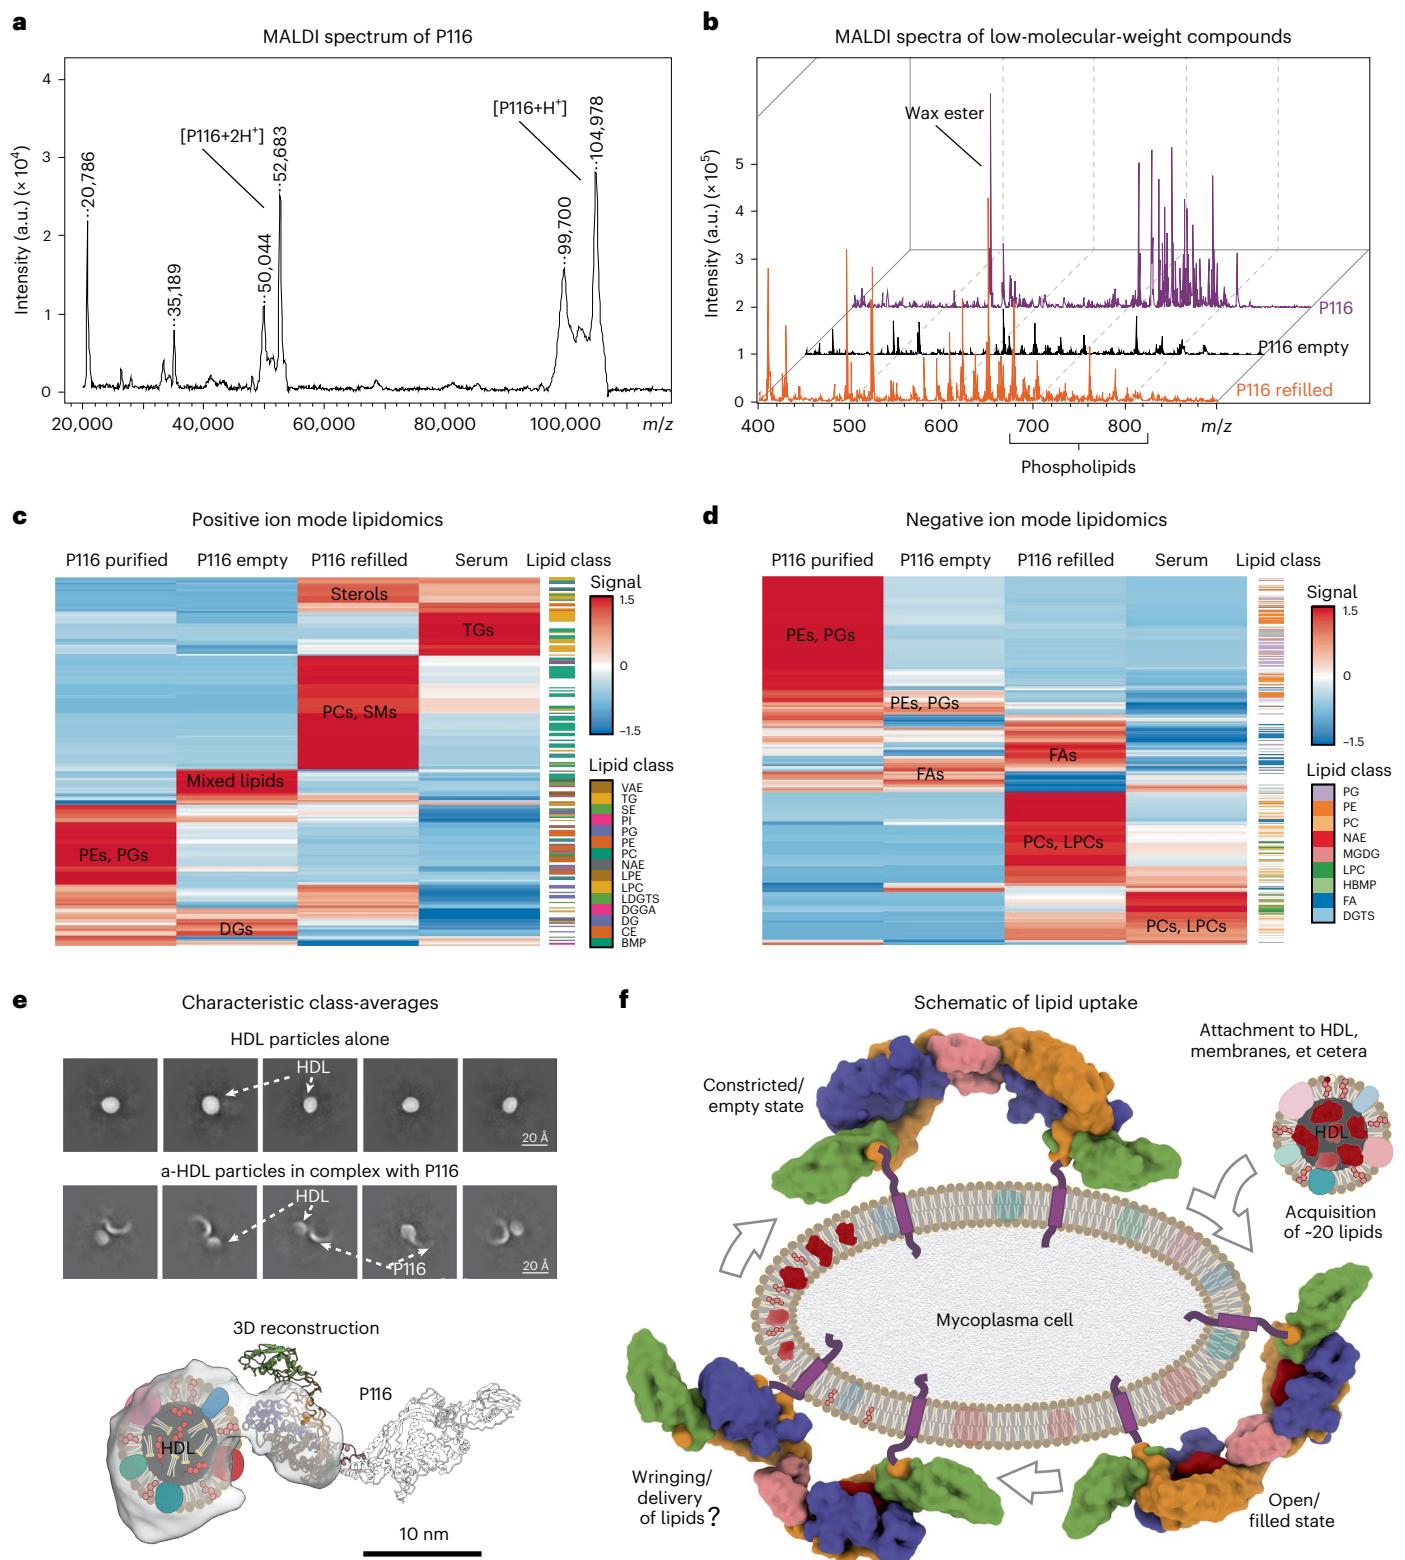 a
MALDI spectrum of P116
Intensity (a.u.) (× 10⁴)
4
3
2
1
0
20,786
35,189
50,044
[P116+2H⁺]
52,683
99,700
[P116+H⁺]
104,978
20,000
40,000
60,000
80,000
100,000
m/z
b
MALDI spectra of low-molecular-weight compounds
Intensity (a.u.) (× 10⁵)
5
4
3
2
1
0
Wax ester
P116
P116 empty
P116 refilled
400
500
600
700
800
m/z
Phospholipids
c
Positive ion mode lipidomics
P116 purified
P116 empty
P116 refilled
Serum
Lipid class
Sterols
TGs
PCs, SMs
Mixed lipids
PEs, PGs
DGs
Signal
1.5
0
−1.5
Lipid class
VAE
TG
SE
PI
PG
PE
PC
NAE
LPE
LPC
LDGTS
DGGA
DG
CE
BMP
d
Negative ion mode lipidomics
P116 purified
P116 empty
P116 refilled
Serum
Lipid class
PEs, PGs
PEs, PGs
FAs
FAs
PCs, LPCs
PCs, LPCs
Signal
1.5
0
−1.5
Lipid class
PG
PE
PC
NAE
MGDG
LPC
HBMP
FA
DGTS
e
Characteristic class-averages
HDL particles alone
HDL
20 Å
a-HDL particles in complex with P116
HDL
P116
20 Å
3D reconstruction
P116
HDL
10 nm
f
Schematic of lipid uptake
Attachment to HDL,
membranes, et cetera
Constricted/
empty state
HDL
Acquisition
of ~20 lipids
Mycoplasma cell
Wringing/
delivery
of lipids?
Open/
filled state